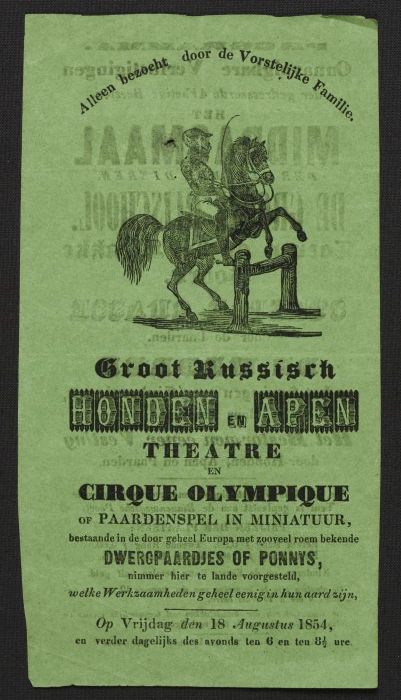 Alleen bezocht door de Vorstelijke Familie.
Groot Russisch
HONDEN EN APEN
THEATRE
EN
CIRQUE OLYMPIQUE
OF PAARDENSPEL IN MINIATUUR,
bestaande in de door geheel Europa met zooveel roem bekende
DWERGPAARDJES OF PONNYS,
nimmer hier te lande voorgesteld,
welke Werkzaamheden geheel eenig in hun aard zijn,
Op Vrijdag den 18 Augustus 1854,
en verder dagelijks des avonds ten 6 en ten 8½ ure